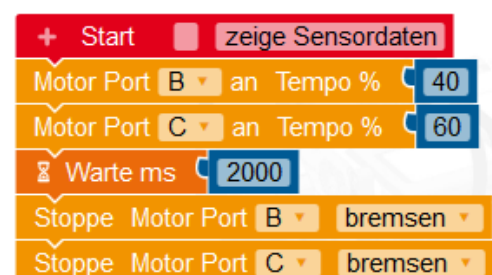 + Start zeige Sensordaten
Motor Port B an Tempo % 40
Motor Port C an Tempo % 60
Warte ms 2000
Stoppe Motor Port B bremsen
Stoppe Motor Port C bremsen